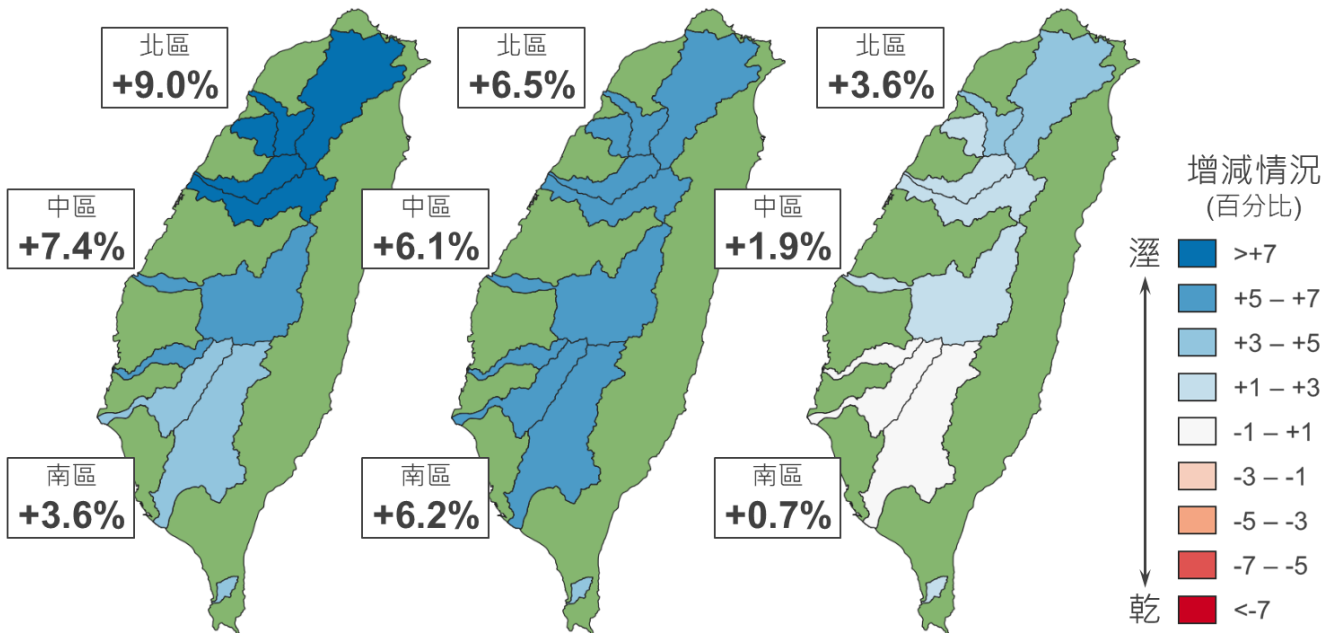 北區
+9.0%
中區
+7.4%
南區
+3.6%
北區
+6.5%
中區
+6.1%
南區
+6.2%
北區
+3.6%
中區
+1.9%
南區
+0.7%
增減情況
(百分比)
溼
>+7
+5 – +7
+3 – +5
+1 – +3
-1 – +1
-3 – -1
-5 – -3
-7 – -5
乾
<-7